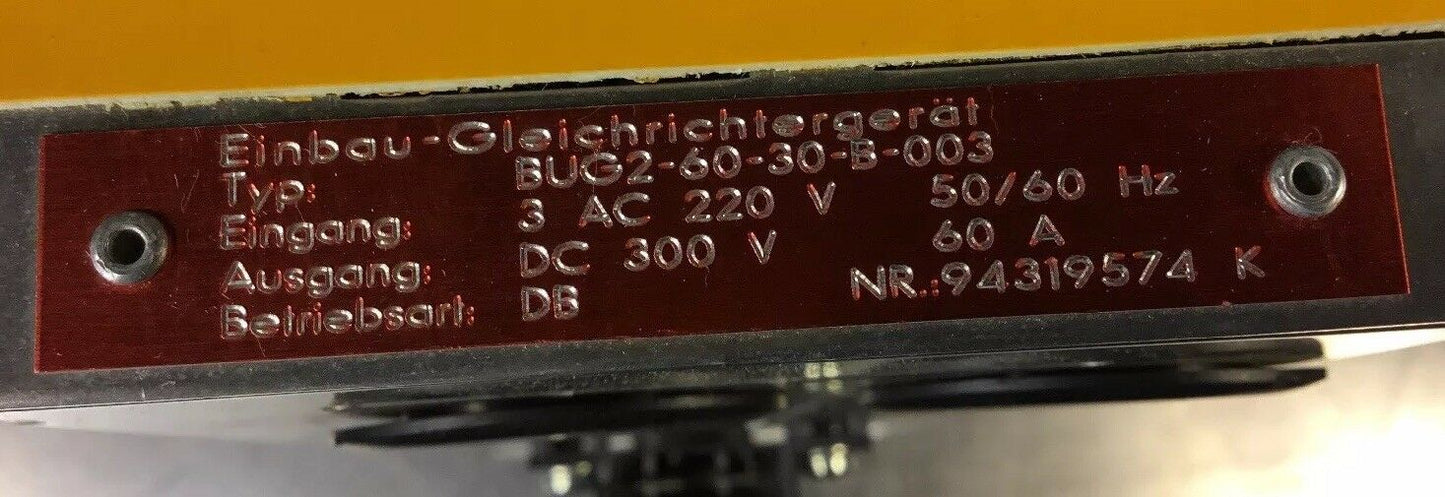 Einbau-Gleichrichtergerät
Typ: BUG2-60-30-B-003
Eingang: 3 AC 220 V 50/60 Hz
Ausgang: DC 300 V 60 A
Betriebsart: DB NR.:94319574 K